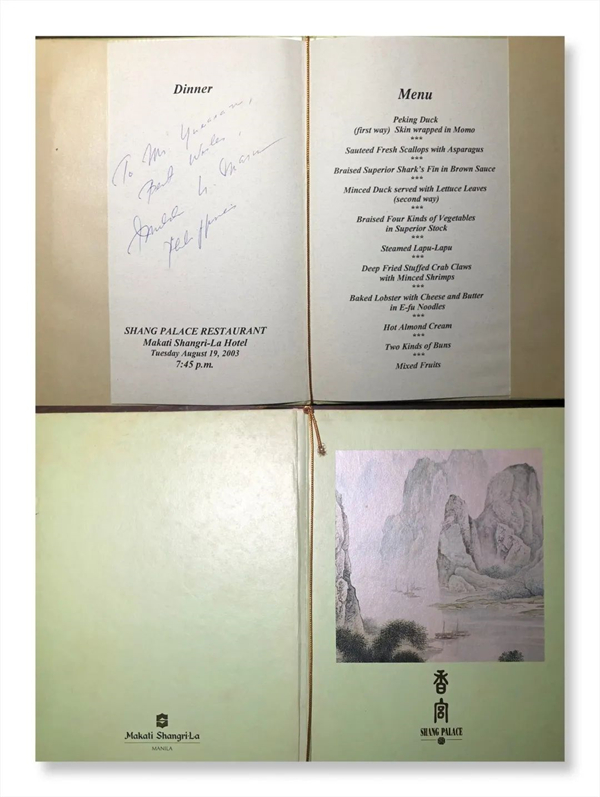 Dinner
To Mr
Best Wishes,
SHANG PALACE RESTAURANT
Makati Shangri-La Hotel
Tuesday August 19, 2003
7:45 p.m.
Menu
Peking Duck
(first way) Skin wrapped in Momo
***
Sauteed Fresh Scallops with Asparagus
***
Braised Superior Shark's Fin in Brown Sauce
***
Minced Duck served with Lettuce Leaves
(second way)
***
Braised Four Kinds of Vegetables
in Superior Stock
***
Steamed Lapu-Lapu
***
Deep Fried Stuffed Crab Claws
with Minced Shrimps
***
Baked Lobster with Cheese and Butter
in E-fu Noodles
***
Hot Almond Cream
***
Two Kinds of Buns
***
Mixed Fruits
Makati Shangri-La
MANILA
香宮
SHANG PALACE